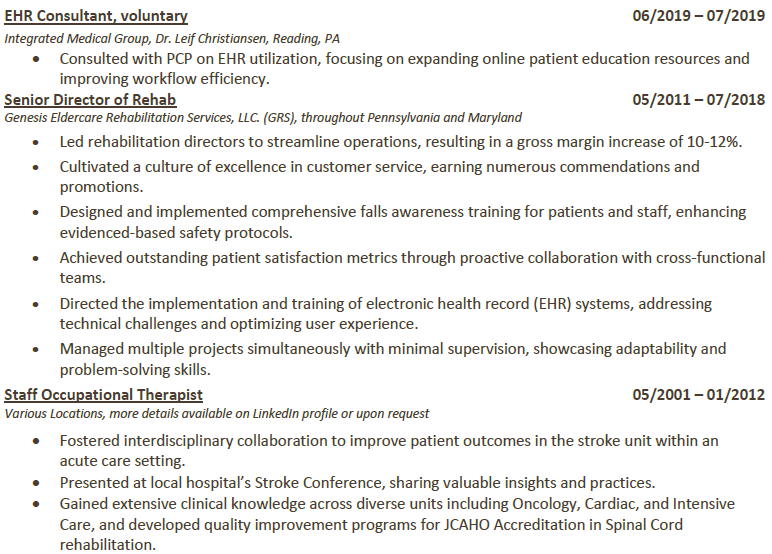 EHR Consultant, voluntary 06/2019 – 07/2019
Integrated Medical Group, Dr. Leif Christiansen, Reading, PA
• Consulted with PCP on EHR utilization, focusing on expanding online patient education resources and
improving workflow efficiency.
Senior Director of Rehab 05/2011 – 07/2018
Genesis Eldercare Rehabilitation Services, LLC. (GRS), throughout Pennsylvania and Maryland
• Led rehabilitation directors to streamline operations, resulting in a gross margin increase of 10-12%.
• Cultivated a culture of excellence in customer service, earning numerous commendations and
promotions.
• Designed and implemented comprehensive falls awareness training for patients and staff, enhancing
evidenced-based safety protocols.
• Achieved outstanding patient satisfaction metrics through proactive collaboration with cross-functional
teams.
• Directed the implementation and training of electronic health record (EHR) systems, addressing
technical challenges and optimizing user experience.
• Managed multiple projects simultaneously with minimal supervision, showcasing adaptability and
problem-solving skills.
Staff Occupational Therapist 05/2001 – 01/2012
Various Locations, more details available on LinkedIn profile or upon request
• Fostered interdisciplinary collaboration to improve patient outcomes in the stroke unit within an
acute care setting.
• Presented at local hospital's Stroke Conference, sharing valuable insights and practices.
• Gained extensive clinical knowledge across diverse units including Oncology, Cardiac, and Intensive
Care, and developed quality improvement programs for JCAHO Accreditation in Spinal Cord
rehabilitation.